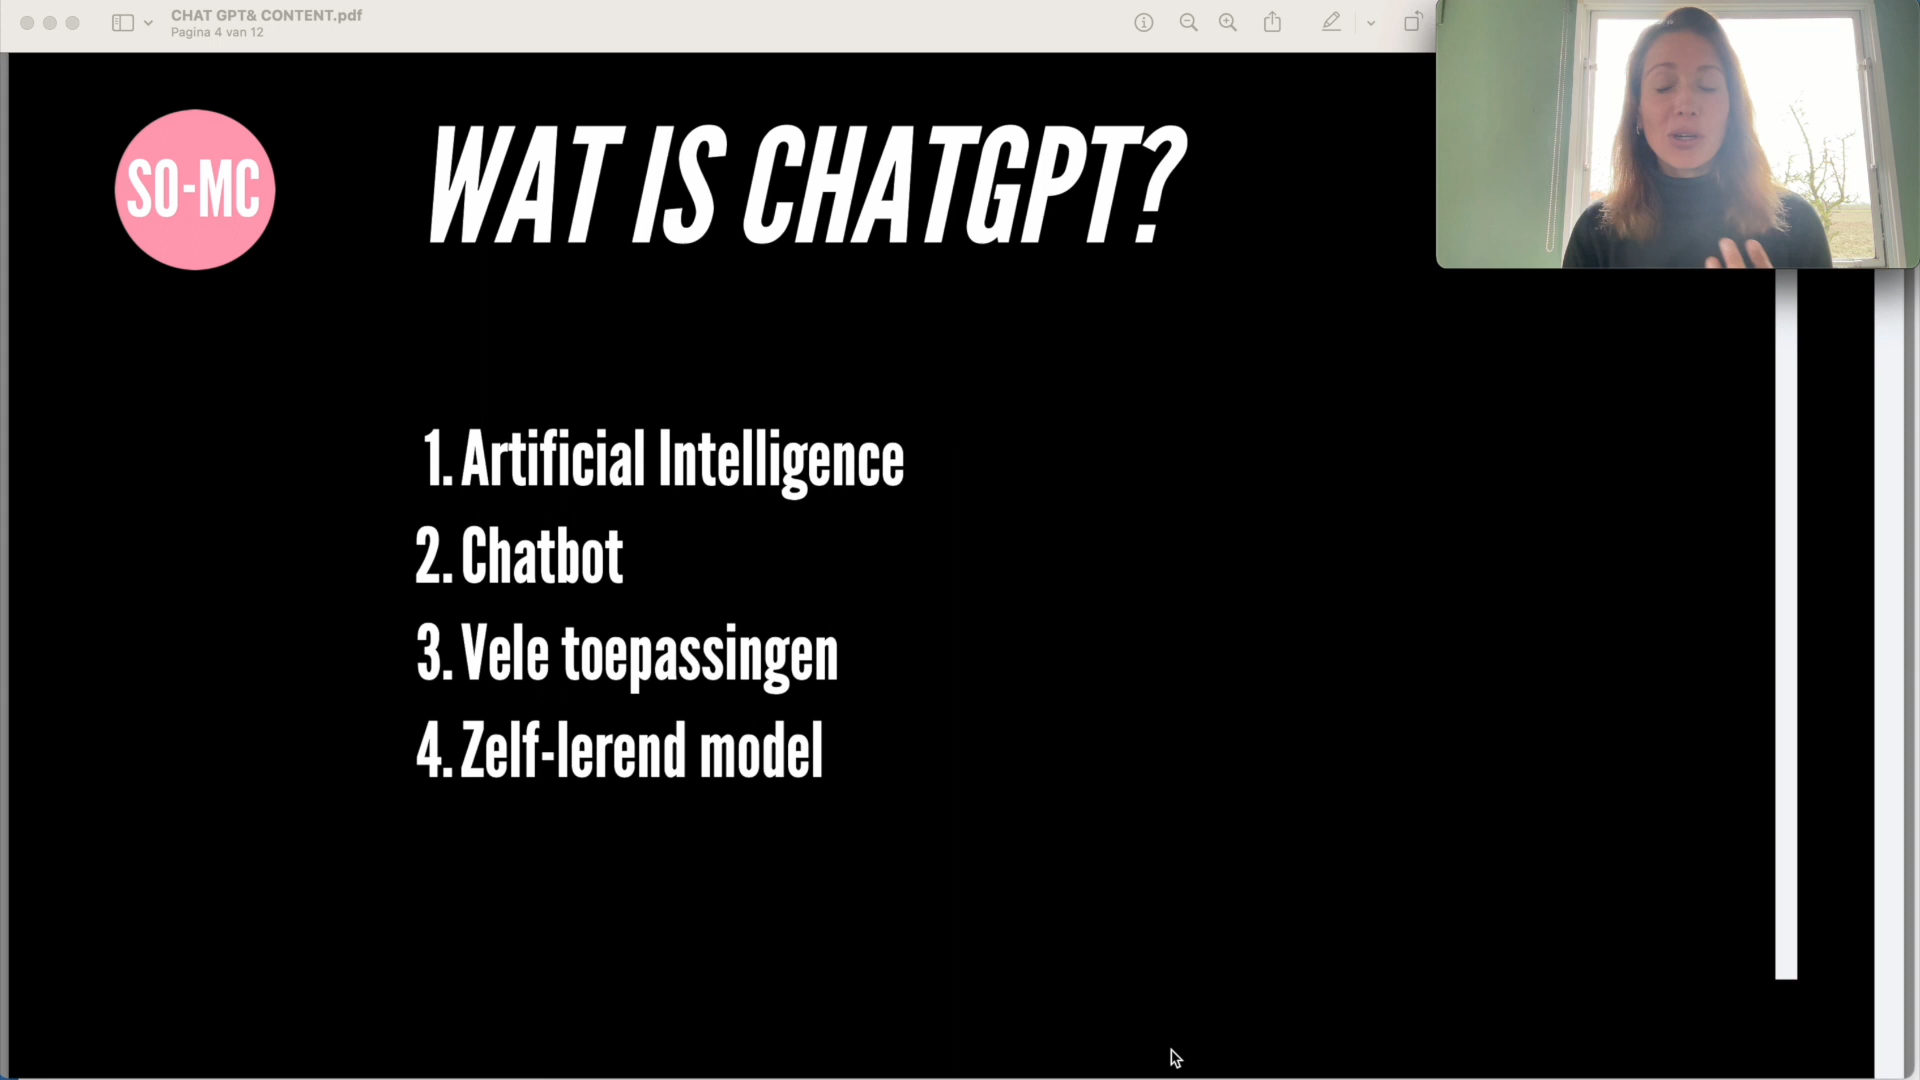 CHAT GPT& CONTENT.pdf
Pagina 4 van 12
SO-MC
WAT IS CHATGPT?
1. Artificial Intelligence
2. Chatbot
3. Vele toepassingen
4. Zelf-lerend model